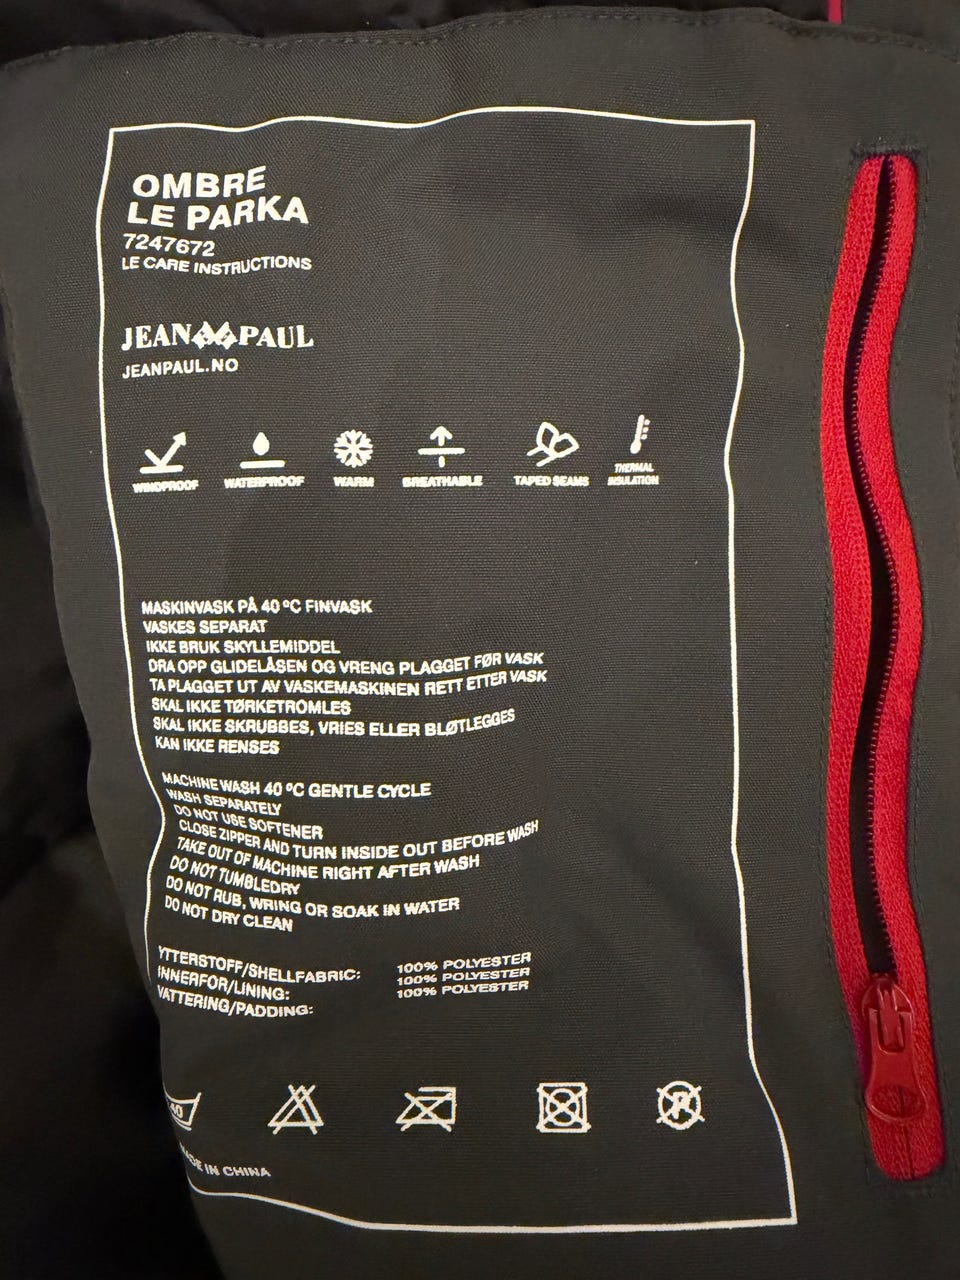 OMBRE
LE PARKA
7247672
LE CARE INSTRUCTIONS
JEAN PAUL
JEANPAUL.NO
WINDPROOF WATERPROOF WARM BREATHABLE TAPED SEAMS THERMAL INSULATION
MASKINVASK PÅ 40 ºC FINVASK
VASKES SEPARAT
IKKE BRUK SKYLLEMIDDEL
DRA OPP GLIDELÅSEN OG VRENG PLAGGET FØR VASK
TA PLAGGET UT AV VASKEMASKINEN RETT ETTER VASK
SKAL IKKE TØRKETROMLES
SKAL IKKE SKRUBBES, VRIES ELLER BLØTLEGGES
KAN IKKE RENSES
MACHINE WASH 40 ºC GENTLE CYCLE
WASH SEPARATELY
DO NOT USE SOFTENER
CLOSE ZIPPER AND TURN INSIDE OUT BEFORE WASH
TAKE OUT OF MACHINE RIGHT AFTER WASH
DO NOT TUMBLEDRY
DO NOT RUB, WRING OR SOAK IN WATER
DO NOT DRY CLEAN
YTTERSTOFF/SHELLFABRIC: 100% POLYESTER
INNERFOR/LINING: 100% POLYESTER
VATTERING/PADDING: 100% POLYESTER
40 P
MADE IN CHINA